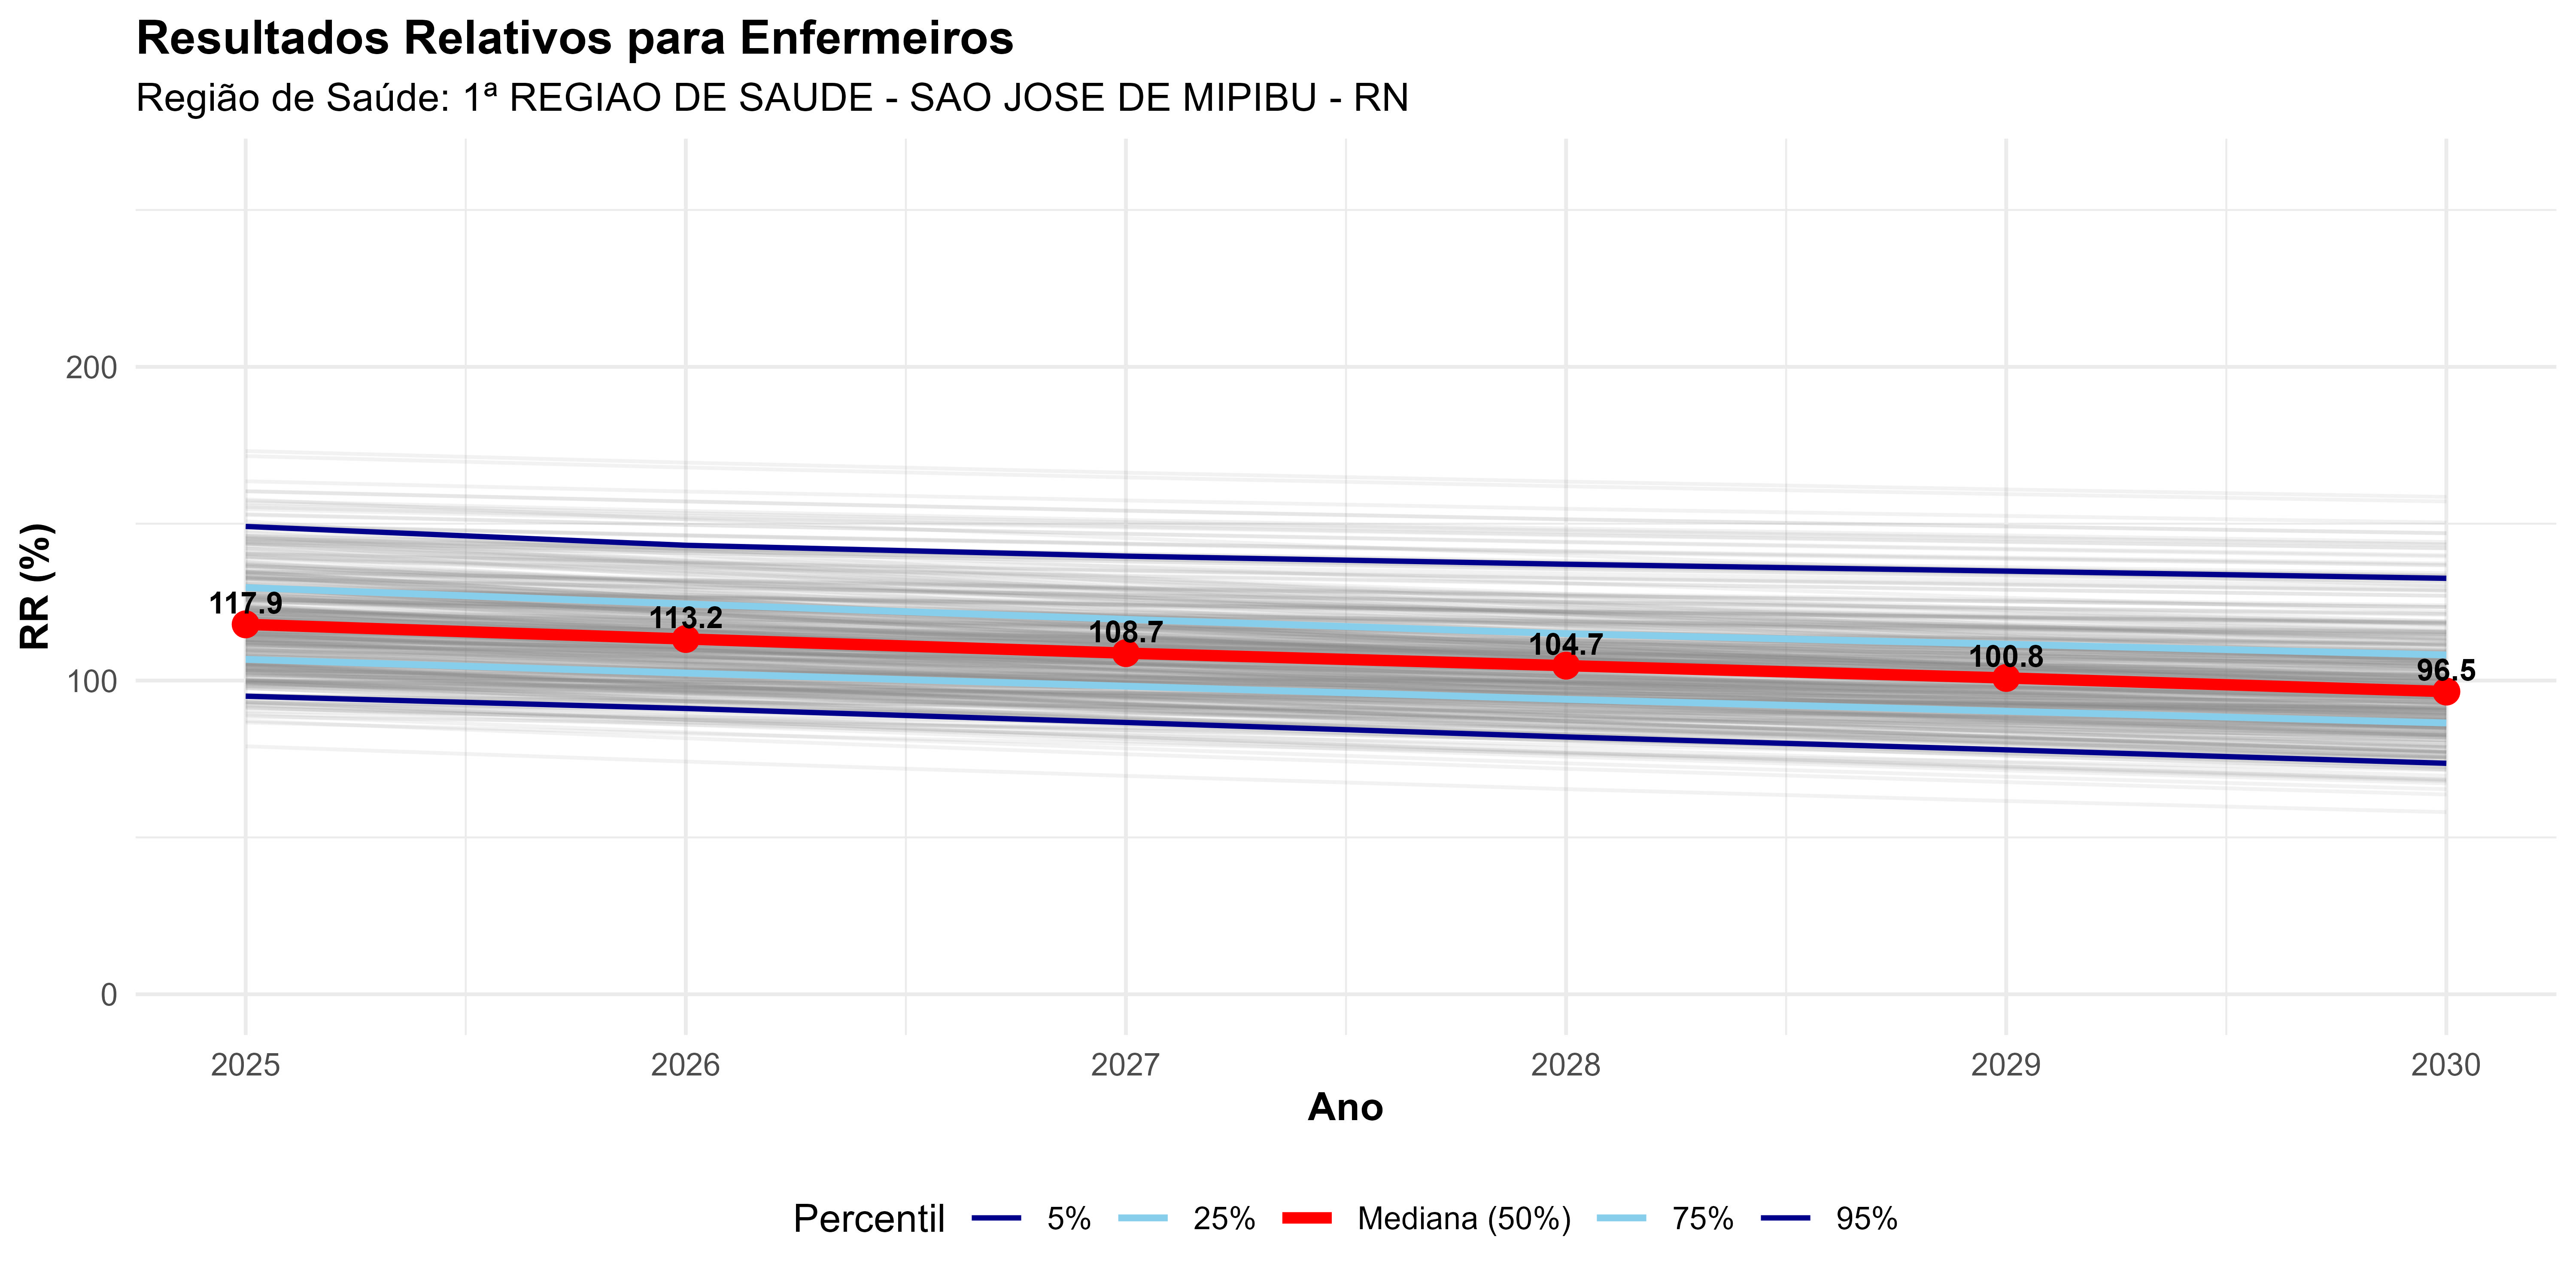 Resultados Relativos para Enfermeiros
Região de Saúde: 1ª REGIAO DE SAUDE - SAO JOSE DE MIPIBU - RN
RR (%)
200
100
0
117.9
113.2
108.7
104.7
100.8
96.5
2025 2026 2027 2028 2029 2030
Ano
Percentil 5% 25% Mediana (50%) 75% 95%